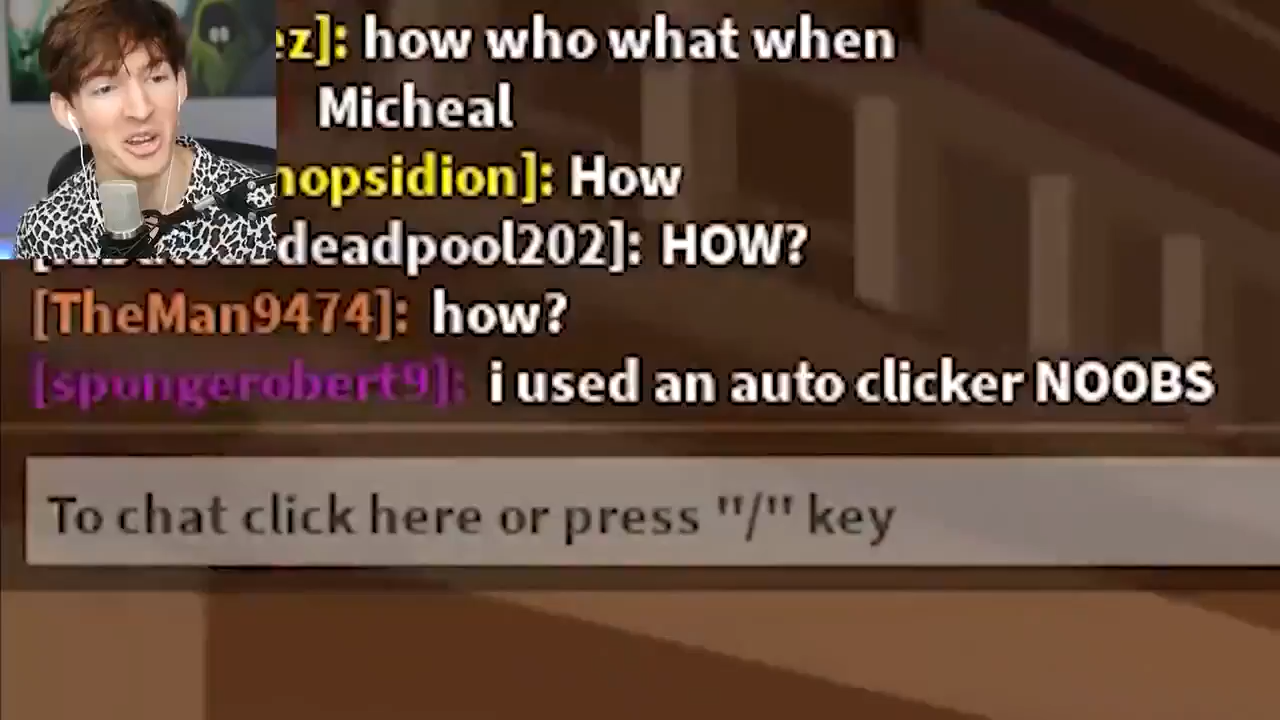 ez]: how who what when
Micheal
nopsidion]: How
deadpool202]: HOW?
[TheMan9474]: how?
[spungerobert9]: i used an auto clicker NOOBS
To chat click here or press "/" key